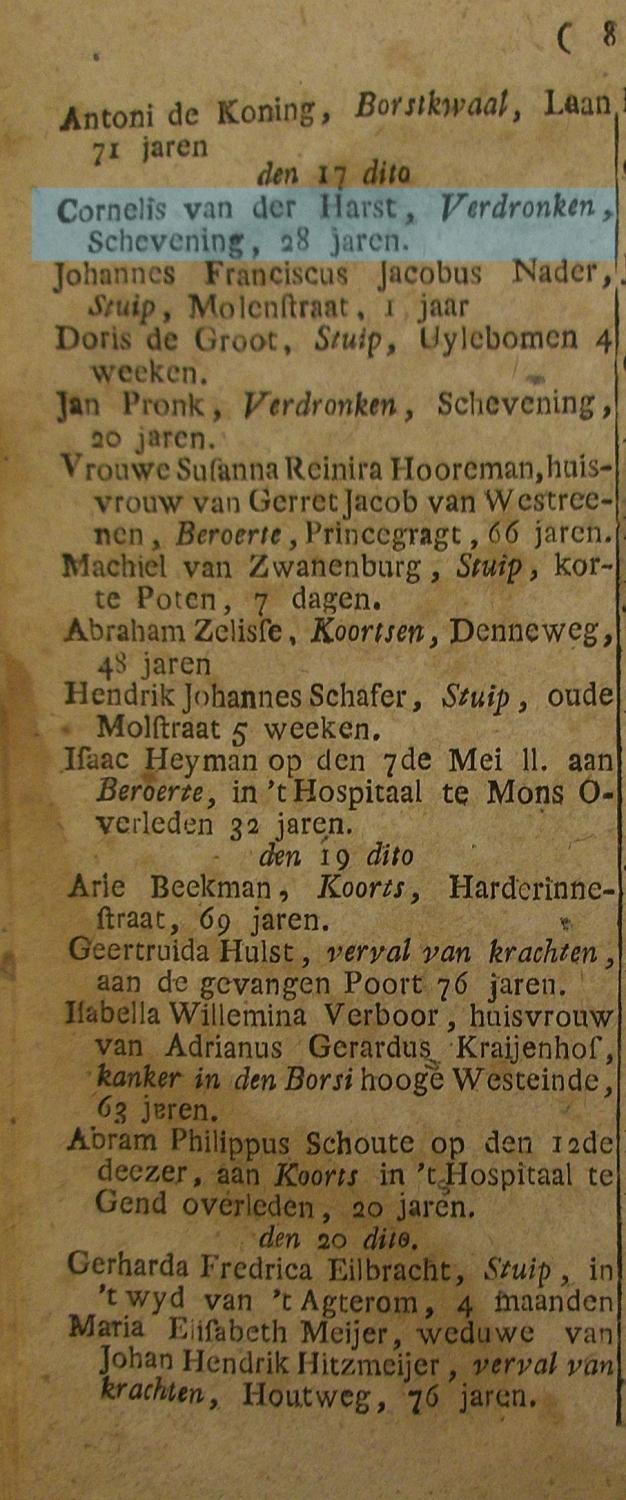 ( 8
Antoni de Koning, Borstkwaal, Laan
71 jaren
den 17 dito
Cornelis van der Harst, Verdronken,
Schevening, 28 jaren.
Johannes Franciscus Jacobus Nader,
Stuip, Molenſtraat, 1 jaar
Doris de Groot, Stuip, Uylebomen 4
weeken.
Jan Pronk, Verdronken, Schevening,
20 jaren.
Vrouwe Suſanna Reinira Hooreman, huis-
vrouw van Gerret Jacob van Westree-
nen, Beroerte, Princegragt, 66 jaren.
Machiel van Zwanenburg, Stuip, kor-
te Poten, 7 dagen.
Abraham Zelisſe, Koortsen, Denneweg,
48 jaren
Hendrik Johannes Schafer, Stuip, oude
Molſtraat 5 weeken.
Iſaac Heyman op den 7de Mei ll. aan
Beroerte, in 't Hospitaal te Mons O-
verleden 32 jaren.
den 19 dito
Arie Beekman, Koorts, Harderinne-
ſtraat, 69 jaren.
Geertruida Hulst, verval van krachten,
aan de gevangen Poort 76 jaren.
Iſabella Willemina Verboor, huisvrouw
van Adrianus Gerardus Kraijenhof,
kanker in den Borsi hooge Westeinde,
63 jaren.
Abram Philippus Schoute op den 12de
deezer, aan Koorts in 't Hospitaal te
Gend overleden, 20 jaren.
den 20 dito.
Gerharda Fredrica Eilbracht, Stuip, in
't wyd van 't Agterom, 4 maanden
Maria Eliſabeth Meijer, weduwe van
Johan Hendrik Hitzmeijer, verval van
krachten, Houtweg, 76 jaren.